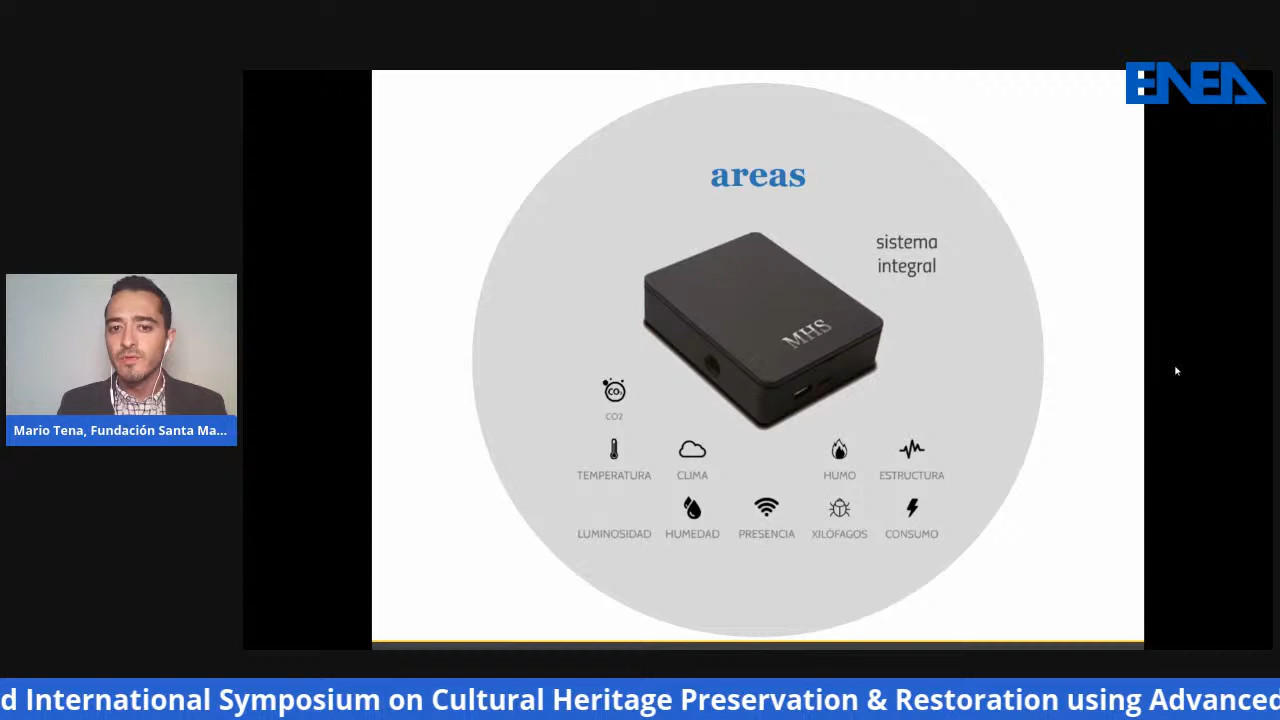 ENEA
areas
sistema
integral
MHS
CO₂
CO2
TEMPERATURA
CLIMA
HUMO
ESTRUCTURA
LUMINOSIDAD
HUMEDAD
PRESENCIA
XILÓFAGOS
CONSUMO
Mario Tena, Fundación Santa Ma...
d International Symposium on Cultural Heritage Preservation & Restoration using Advanced